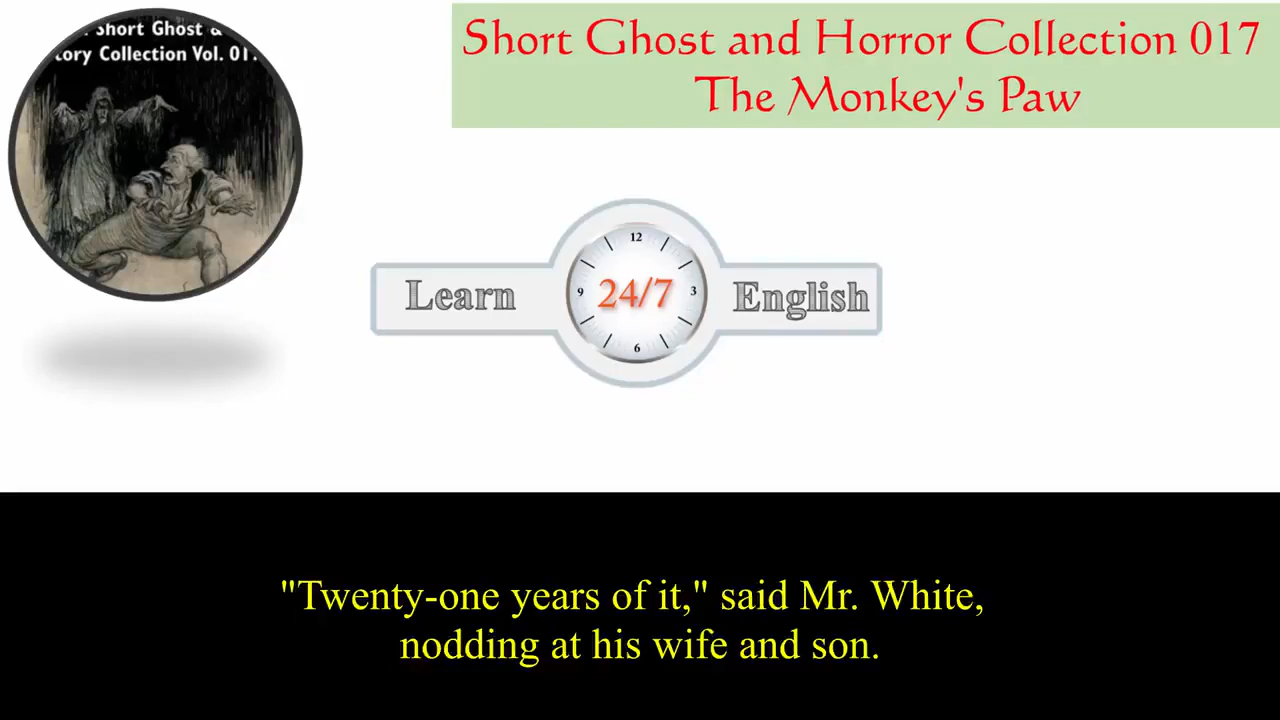 Short Ghost &
tory Collection Vol. 01
Short Ghost and Horror Collection 017
The Monkey's Paw
Learn
12
9
24/7
3
6
English
"Twenty-one years of it," said Mr. White,
nodding at his wife and son.